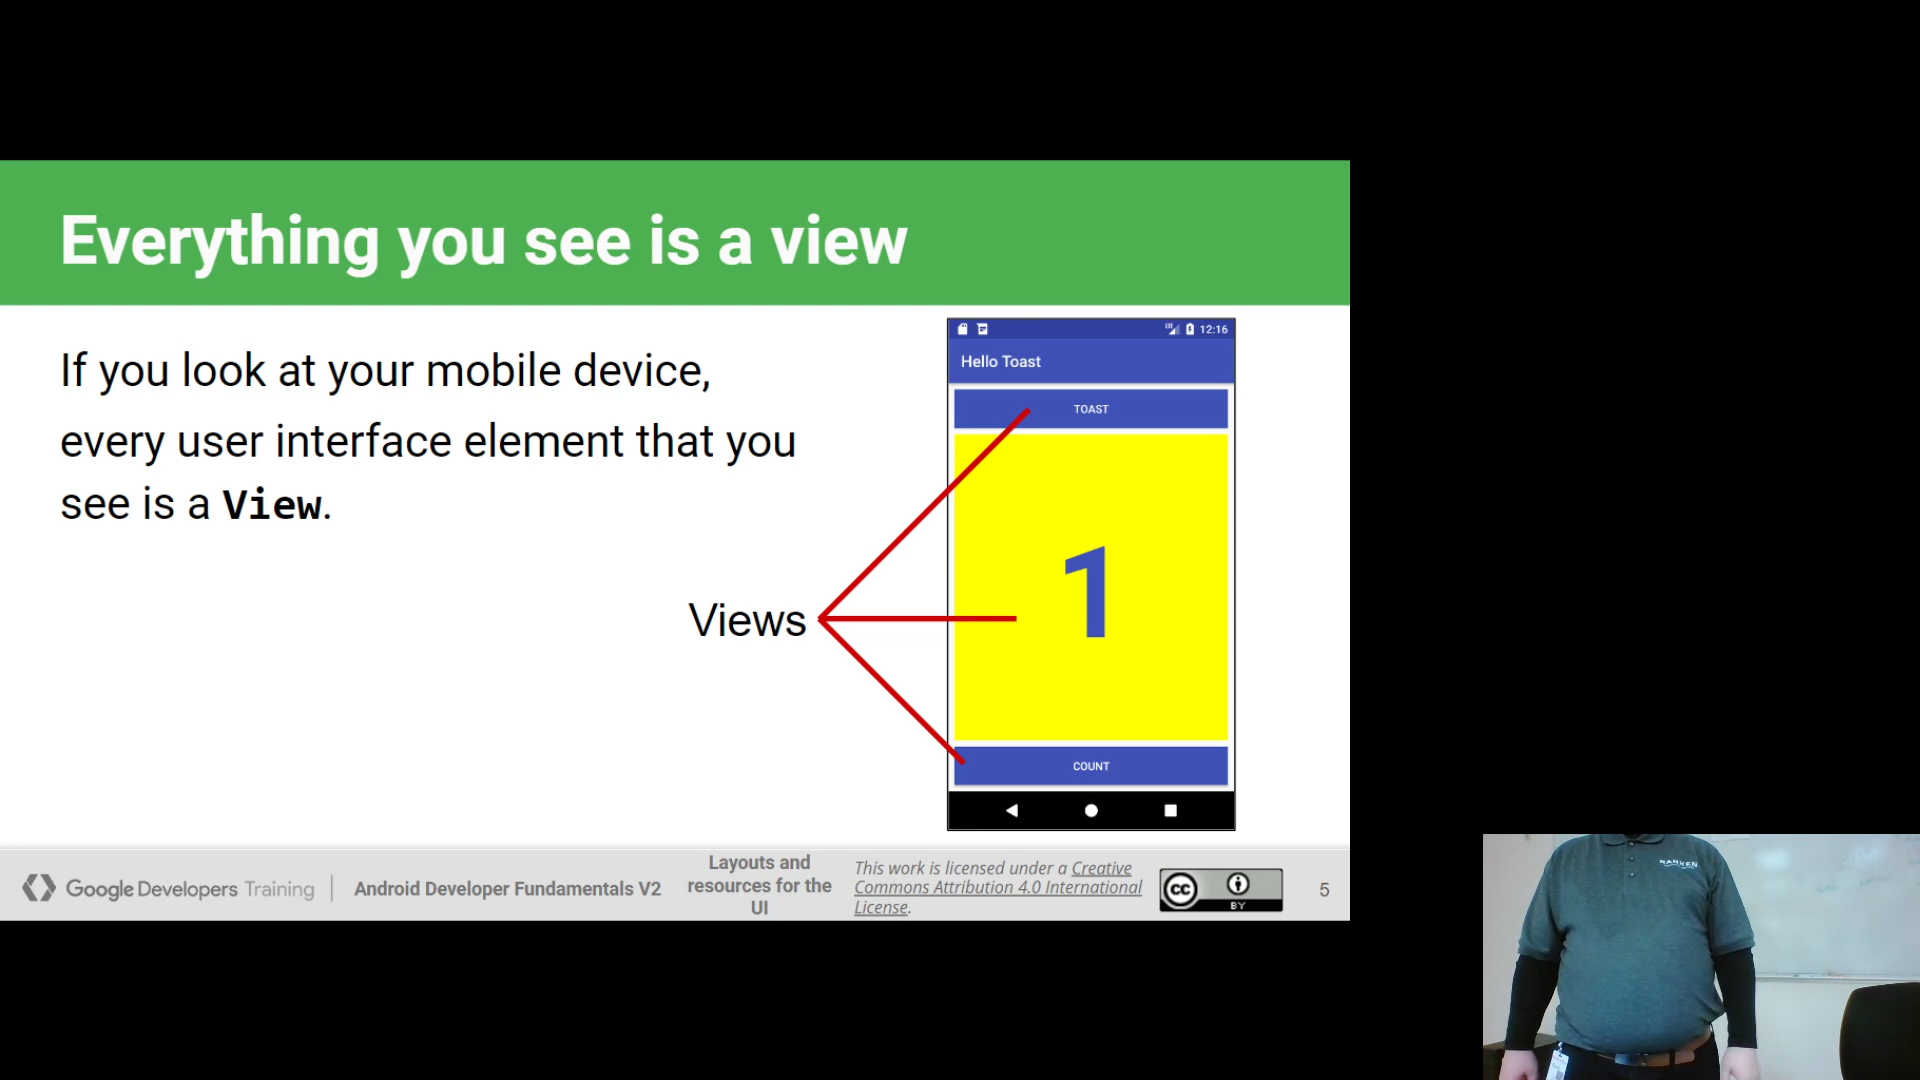 Everything you see is a view
If you look at your mobile device,
every user interface element that you
see is a View.
Views
12:16
Hello Toast
TOAST
1
COUNT
Google Developers Training
Android Developer Fundamentals V2
Layouts and
resources for the
UI
This work is licensed under a Creative
Commons Attribution 4.0 International
License.
cc
BY
5
RANKEN